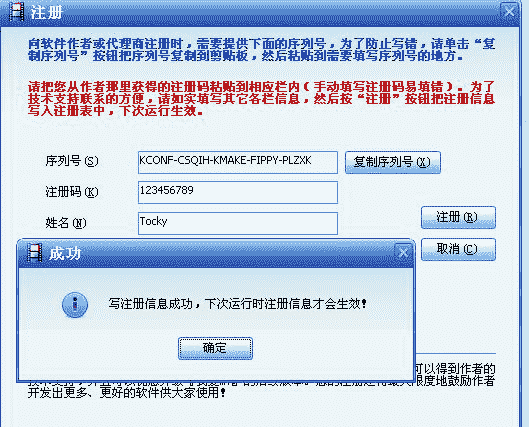 注册
向软件作者或代理商注册时，需要提供下面的序列号，为了防止写错，请单击“复
制序列号”按钮把序列号复制到剪贴板，然后粘贴到需要填写序列号的地方。
请把您从作者那里获得的注册码粘贴到相应栏内（手动填写注册码易填错）。为了
技术支持联系的方便，请如实填写其它各栏信息，然后按“注册”按钮把注册信息
写入注册表中，下次运行生效。
序列号(S)
KCONF-CSQIH-KMAKE-FIPPY-PLZXK
复制序列号(X)
注册码(K)
123456789
姓名(N)
Tocky
注册(R)
取消(C)
成功
写注册信息成功，下次运行时注册信息才会生效!
确定
可以得到作者的
限度地鼓励作者
开发出更多、更好的软件供大家使用!